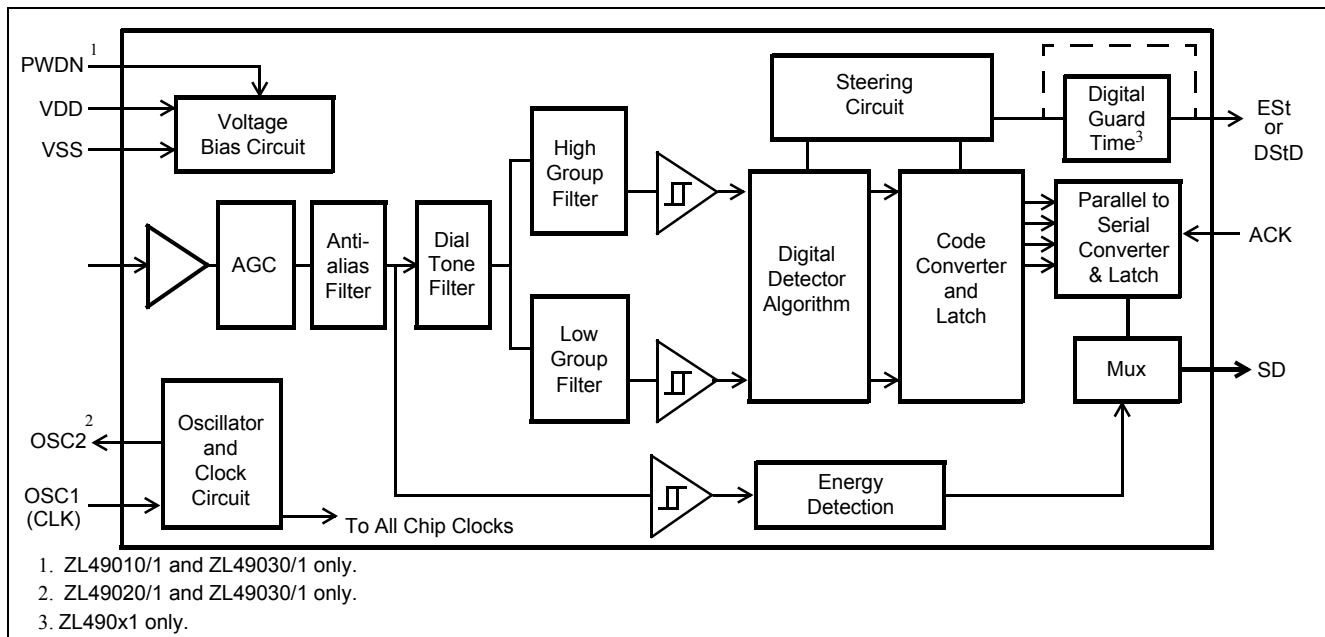 PWDN 1
VDD
VSS
Voltage
Bias Circuit
Steering
Circuit
Digital
Guard
Time3
ESt
or
DStD
High
Group
Filter
AGC
Anti-
alias
Filter
Dial
Tone
Filter
Low
Group
Filter
Digital
Detector
Algorithm
Code
Converter
and
Latch
Parallel to
Serial
Converter
& Latch
ACK
Mux
SD
OSC2 2
OSC1
(CLK)
Oscillator
and
Clock
Circuit
To All Chip Clocks
Energy
Detection
1. ZL49010/1 and ZL49030/1 only.
2. ZL49020/1 and ZL49030/1 only.
3. ZL490x1 only.